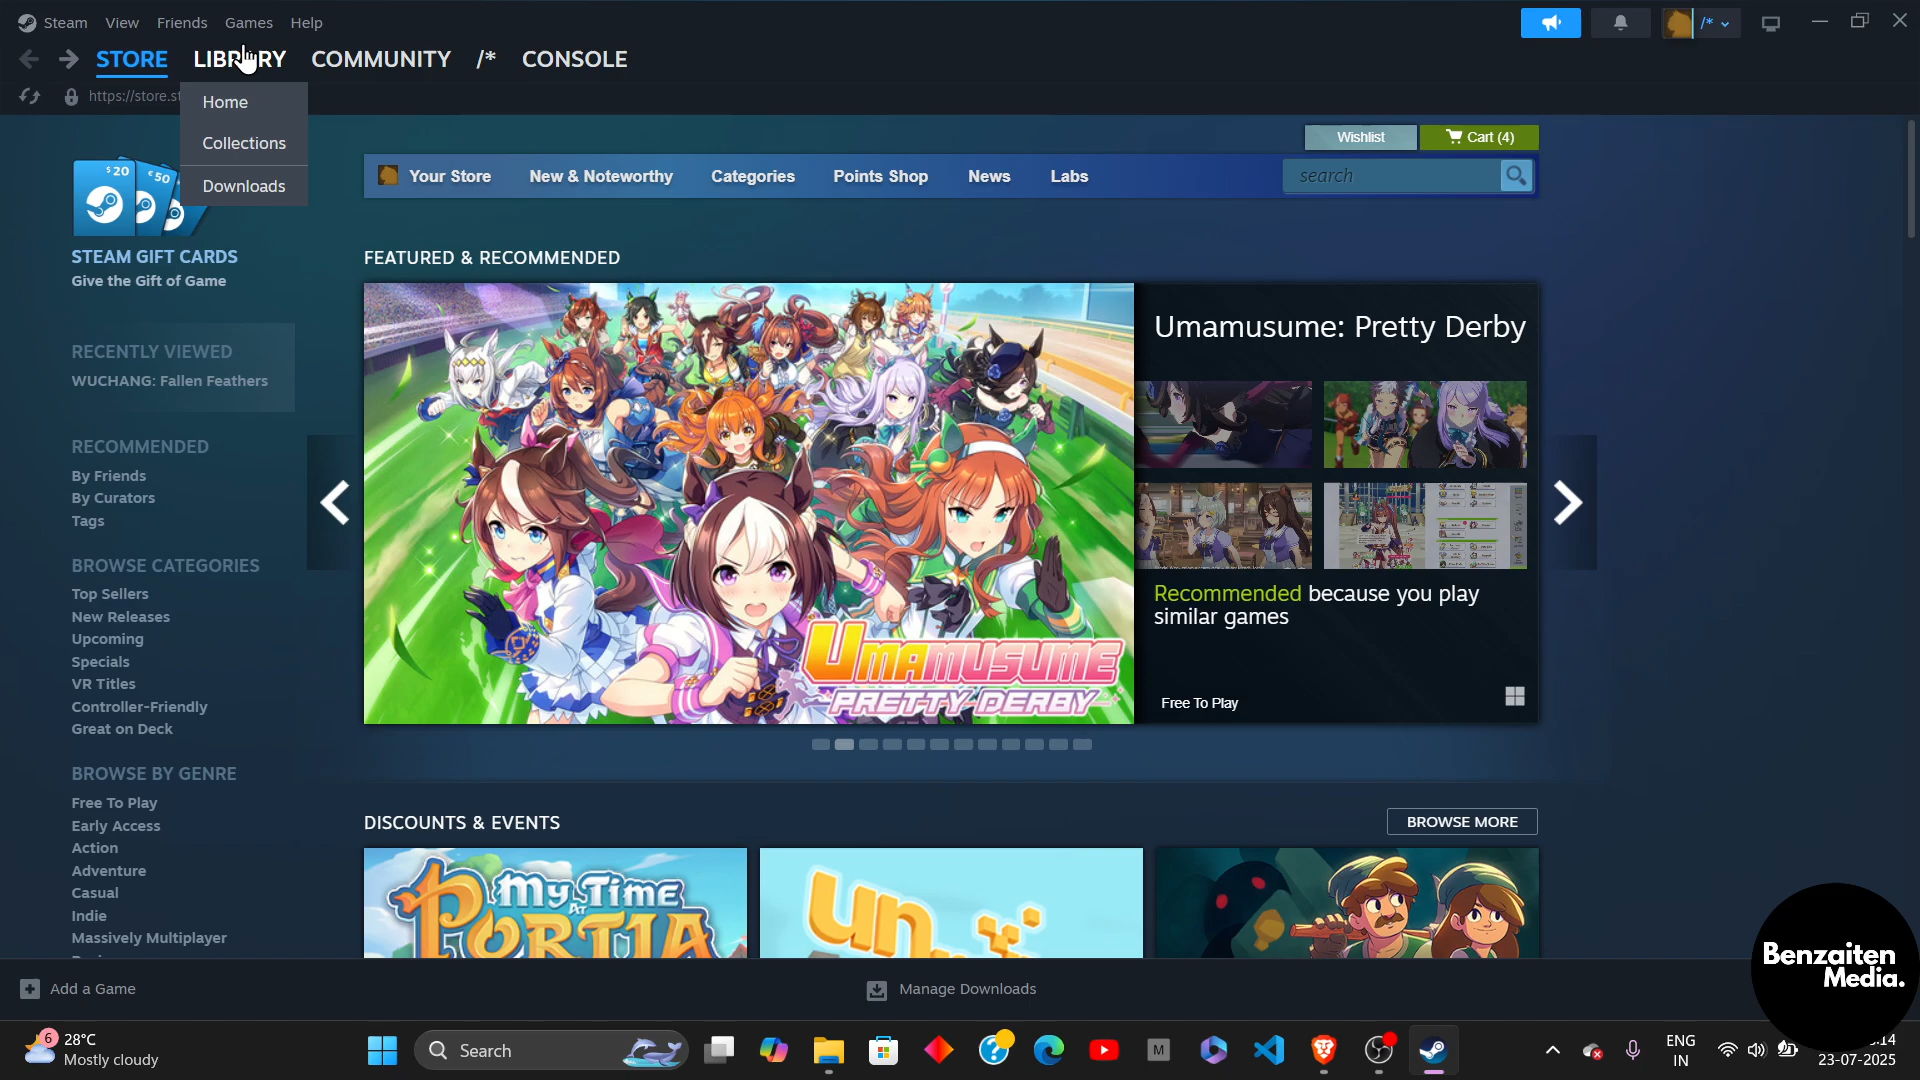 Steam View Friends Games Help
/*
STORE LIBRARY COMMUNITY /* CONSOLE
https://store.st
Home
Collections
Downloads
Wishlist
Cart (4)
Your Store New & Noteworthy Categories Points Shop News Labs
search
$20
€50
STEAM GIFT CARDS
Give the Gift of Game
RECENTLY VIEWED
WUCHANG: Fallen Feathers
RECOMMENDED
By Friends
By Curators
Tags
BROWSE CATEGORIES
Top Sellers
New Releases
Upcoming
Specials
VR Titles
Controller-Friendly
Great on Deck
BROWSE BY GENRE
Free To Play
Early Access
Action
Adventure
Casual
Indie
Massively Multiplayer
FEATURED & RECOMMENDED
UMAMUSUME
PRETTY DERBY
Umamusume: Pretty Derby
Recommended because you play
similar games
Free To Play
DISCOUNTS & EVENTS
BROWSE MORE
My Time
AT
PORTIA
un
Add a Game
Manage Downloads
Benzaiten
Media.
6
28°C
Mostly cloudy
Search
M
ENG
IN
:14
23-07-2025